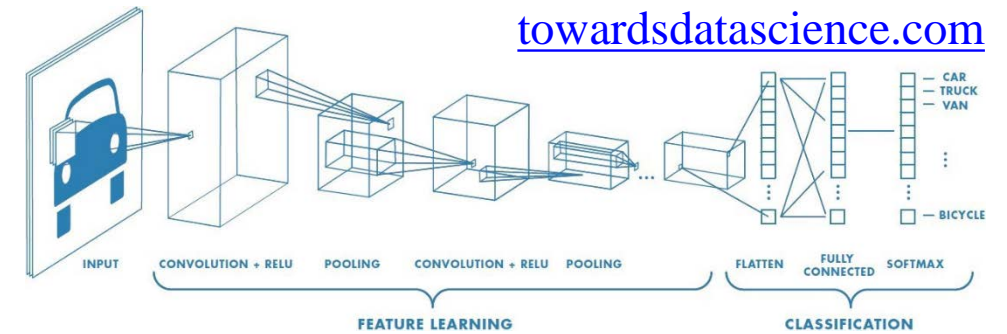 towardsdatascience.com
CAR
TRUCK
VAN
BICYCLE
INPUT
CONVOLUTION + RELU
POOLING
CONVOLUTION + RELU
POOLING
FLATTEN
FULLY
CONNECTED
SOFTMAX
FEATURE LEARNING
CLASSIFICATION